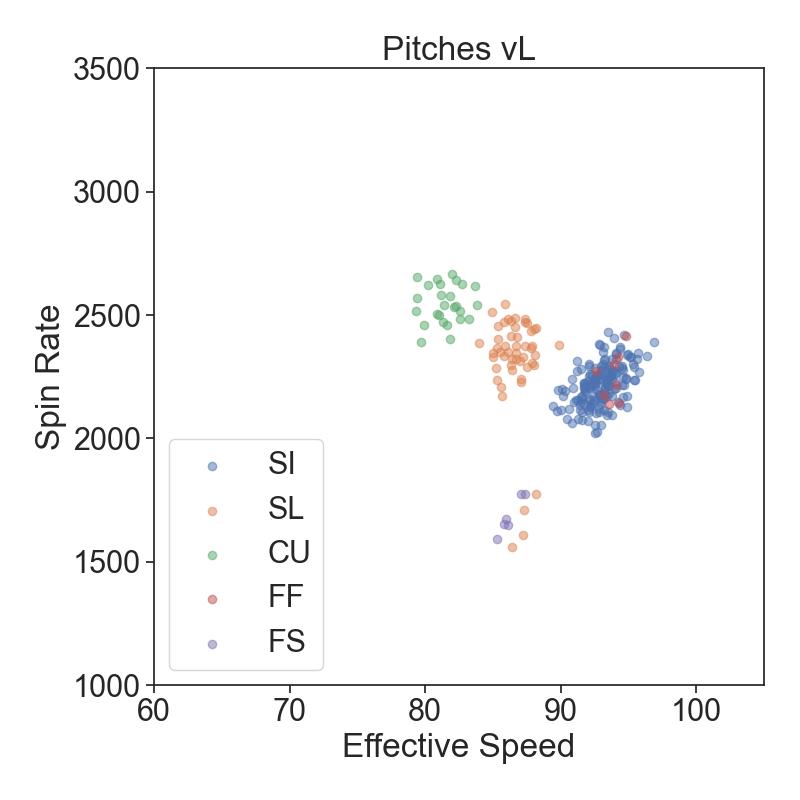 Pitches vL
3500
3000
2500
2000
1500
1000
Spin Rate
SI
SL
CU
FF
FS
60 70 80 90 100
Effective Speed